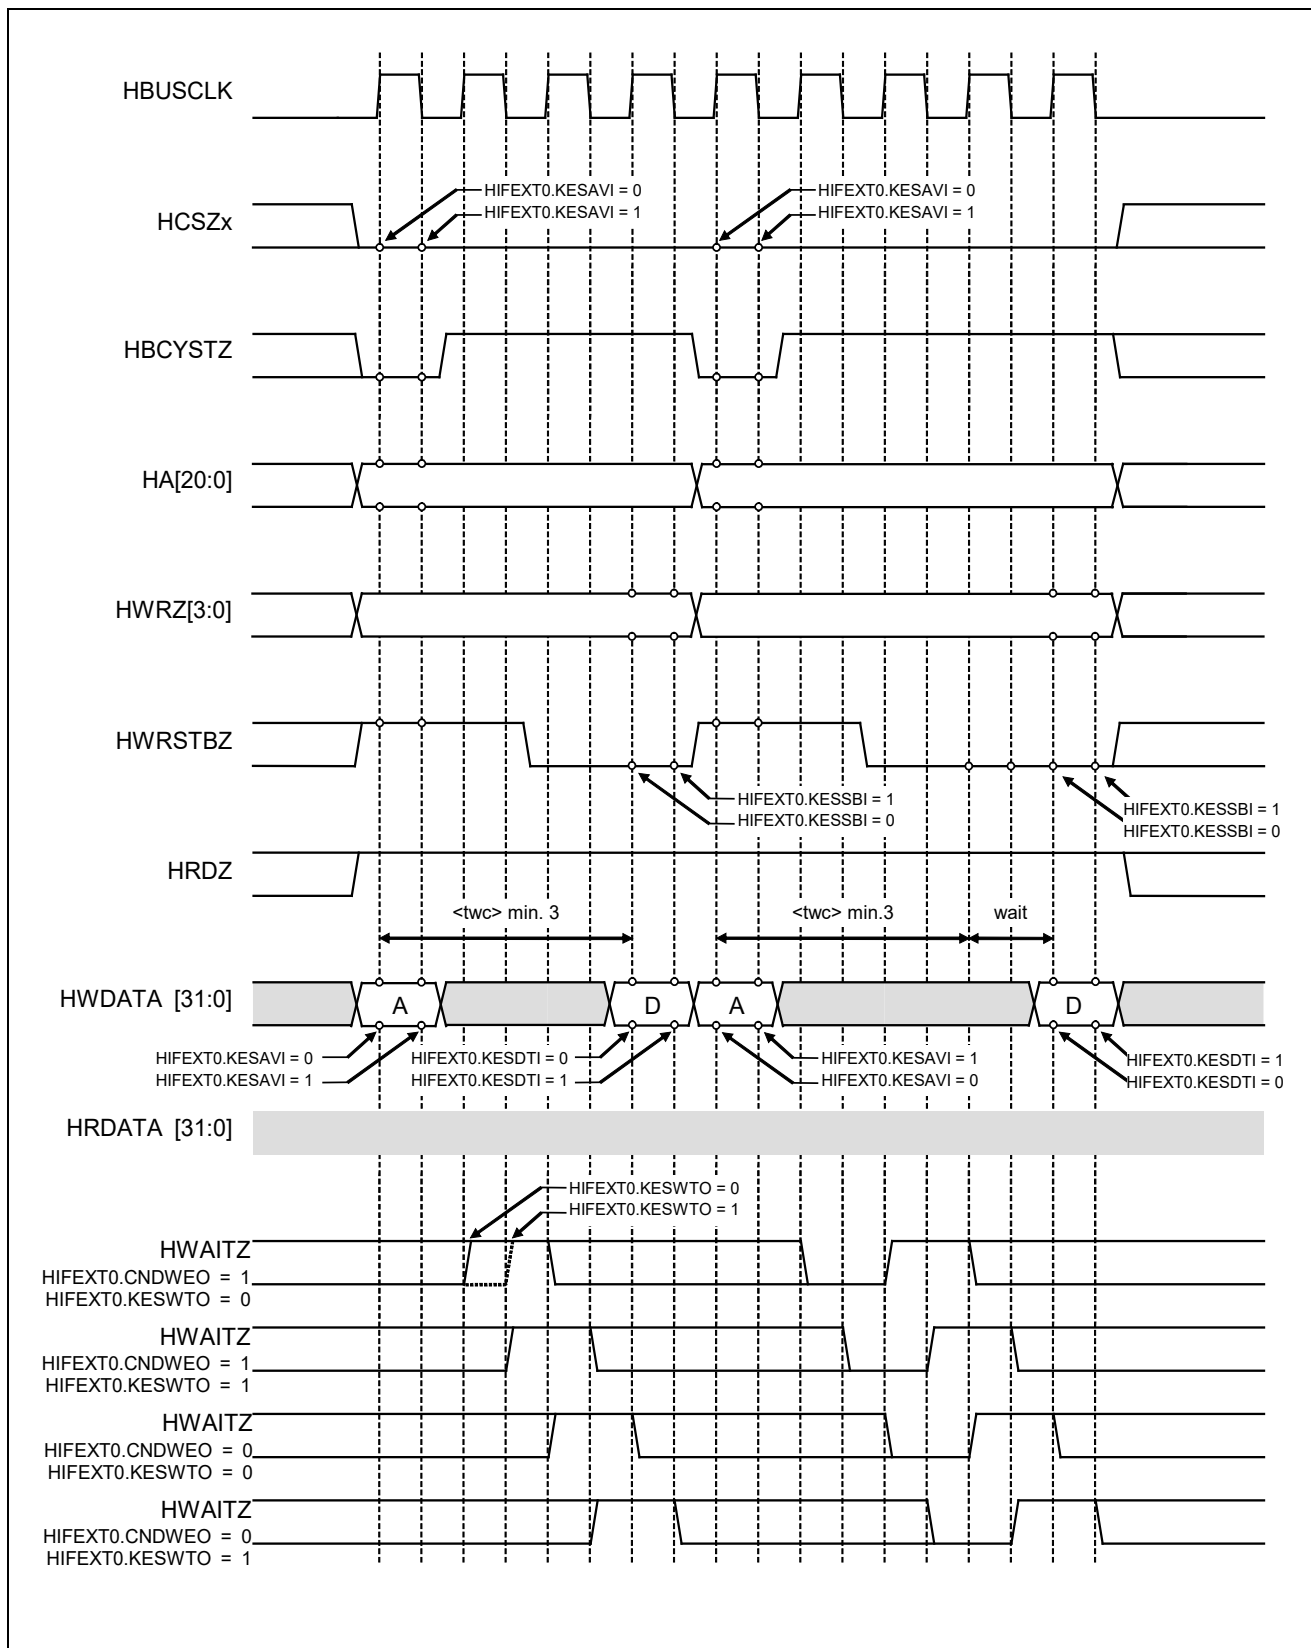 HBUSCLK
HIFEXT0.KESAVI = 0
HIFEXT0.KESAVI = 0
HCSZx
HIFEXT0.KESAVI = 1
HIFEXT0.KESAVI = 1
HBCYSTZ
HA[20:0]
HWRZ[3:0]
HWRSTBZ
HIFEXT0.KESSBI = 1
HIFEXT0.KESSBI = 1
HIFEXT0.KESSBI = 0
HIFEXT0.KESSBI = 0
HRDZ
<twc> min. 3
<twc> min.3
wait
HWDATA [31:0]
A
D
A
D
HIFEXT0.KESAVI = 0
HIFEXT0.KESDTI = 0
HIFEXT0.KESAVI = 1
HIFEXT0.KESDTI = 1
HIFEXT0.KESAVI = 1
HIFEXT0.KESDTI = 1
HIFEXT0.KESAVI = 0
HIFEXT0.KESDTI = 0
HRDATA [31:0]
HIFEXT0.KESWTO = 0
HIFEXT0.KESWTO = 1
HWAITZ
HIFEXT0.CNDWEO = 1
HIFEXT0.KESWTO = 0
HWAITZ
HIFEXT0.CNDWEO = 1
HIFEXT0.KESWTO = 1
HWAITZ
HIFEXT0.CNDWEO = 0
HIFEXT0.KESWTO = 0
HWAITZ
HIFEXT0.CNDWEO = 0
HIFEXT0.KESWTO = 1